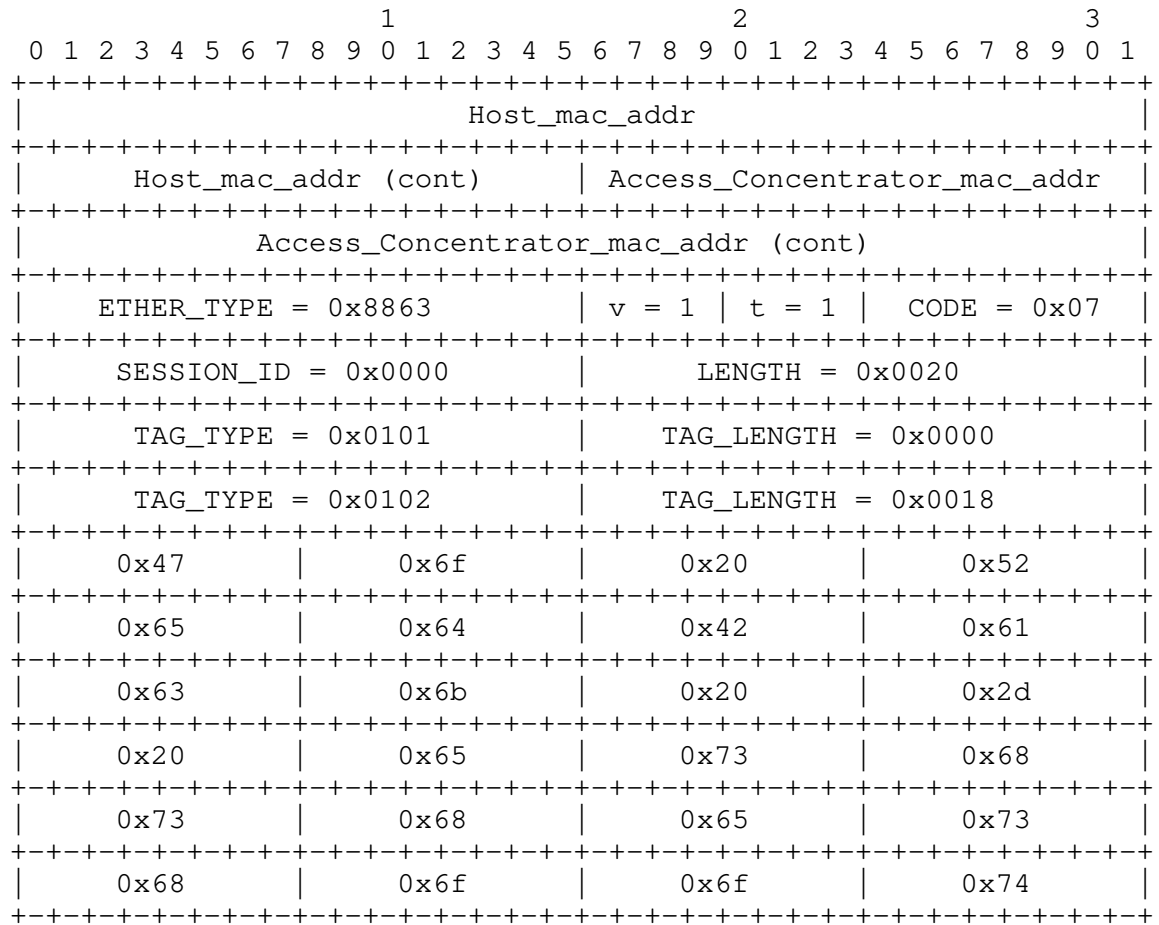 1                   2                   3
 0 1 2 3 4 5 6 7 8 9 0 1 2 3 4 5 6 7 8 9 0 1 2 3 4 5 6 7 8 9 0 1
+-+-+-+-+-+-+-+-+-+-+-+-+-+-+-+-+-+-+-+-+-+-+-+-+-+-+-+-+-+-+-+-+
|                         Host_mac_addr                         |
+-+-+-+-+-+-+-+-+-+-+-+-+-+-+-+-+-+-+-+-+-+-+-+-+-+-+-+-+-+-+-+-+
|      Host_mac_addr (cont)     | Access_Concentrator_mac_addr  |
+-+-+-+-+-+-+-+-+-+-+-+-+-+-+-+-+-+-+-+-+-+-+-+-+-+-+-+-+-+-+-+-+
|             Access_Concentrator_mac_addr (cont)               |
+-+-+-+-+-+-+-+-+-+-+-+-+-+-+-+-+-+-+-+-+-+-+-+-+-+-+-+-+-+-+-+-+
|    ETHER_TYPE = 0x8863        | v = 1 | t = 1 |  CODE = 0x07  |
+-+-+-+-+-+-+-+-+-+-+-+-+-+-+-+-+-+-+-+-+-+-+-+-+-+-+-+-+-+-+-+-+
|     SESSION_ID = 0x0000       |      LENGTH = 0x0020          |
+-+-+-+-+-+-+-+-+-+-+-+-+-+-+-+-+-+-+-+-+-+-+-+-+-+-+-+-+-+-+-+-+
|      TAG_TYPE = 0x0101        |    TAG_LENGTH = 0x0000        |
+-+-+-+-+-+-+-+-+-+-+-+-+-+-+-+-+-+-+-+-+-+-+-+-+-+-+-+-+-+-+-+-+
|      TAG_TYPE = 0x0102        |    TAG_LENGTH = 0x0018        |
+-+-+-+-+-+-+-+-+-+-+-+-+-+-+-+-+-+-+-+-+-+-+-+-+-+-+-+-+-+-+-+-+
|     0x47      |     0x6f      |     0x20      |     0x52      |
+-+-+-+-+-+-+-+-+-+-+-+-+-+-+-+-+-+-+-+-+-+-+-+-+-+-+-+-+-+-+-+-+
|     0x65      |     0x64      |     0x42      |     0x61      |
+-+-+-+-+-+-+-+-+-+-+-+-+-+-+-+-+-+-+-+-+-+-+-+-+-+-+-+-+-+-+-+-+
|     0x63      |     0x6b      |     0x20      |     0x2d      |
+-+-+-+-+-+-+-+-+-+-+-+-+-+-+-+-+-+-+-+-+-+-+-+-+-+-+-+-+-+-+-+-+
|     0x20      |     0x65      |     0x73      |     0x68      |
+-+-+-+-+-+-+-+-+-+-+-+-+-+-+-+-+-+-+-+-+-+-+-+-+-+-+-+-+-+-+-+-+
|     0x73      |     0x68      |     0x65      |     0x73      |
+-+-+-+-+-+-+-+-+-+-+-+-+-+-+-+-+-+-+-+-+-+-+-+-+-+-+-+-+-+-+-+-+
|     0x68      |     0x6f      |     0x6f      |     0x74      |
+-+-+-+-+-+-+-+-+-+-+-+-+-+-+-+-+-+-+-+-+-+-+-+-+-+-+-+-+-+-+-+-+